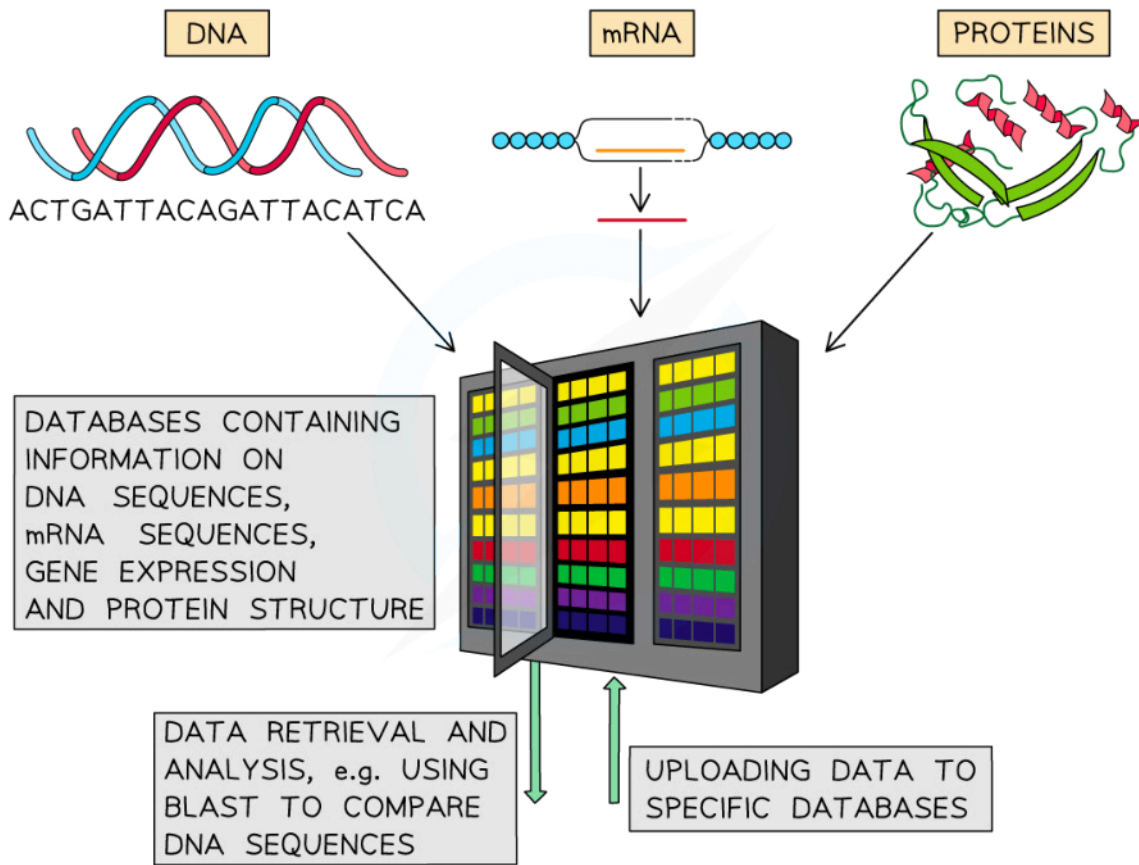 DNA
mRNA
PROTEINS
ACTGATTACAGATTACATCA
DATABASES CONTAINING
INFORMATION ON
DNA SEQUENCES,
mRNA SEQUENCES,
GENE EXPRESSION
AND PROTEIN STRUCTURE
DATA RETRIEVAL AND
ANALYSIS, e.g. USING
BLAST TO COMPARE
DNA SEQUENCES
UPLOADING DATA TO
SPECIFIC DATABASES